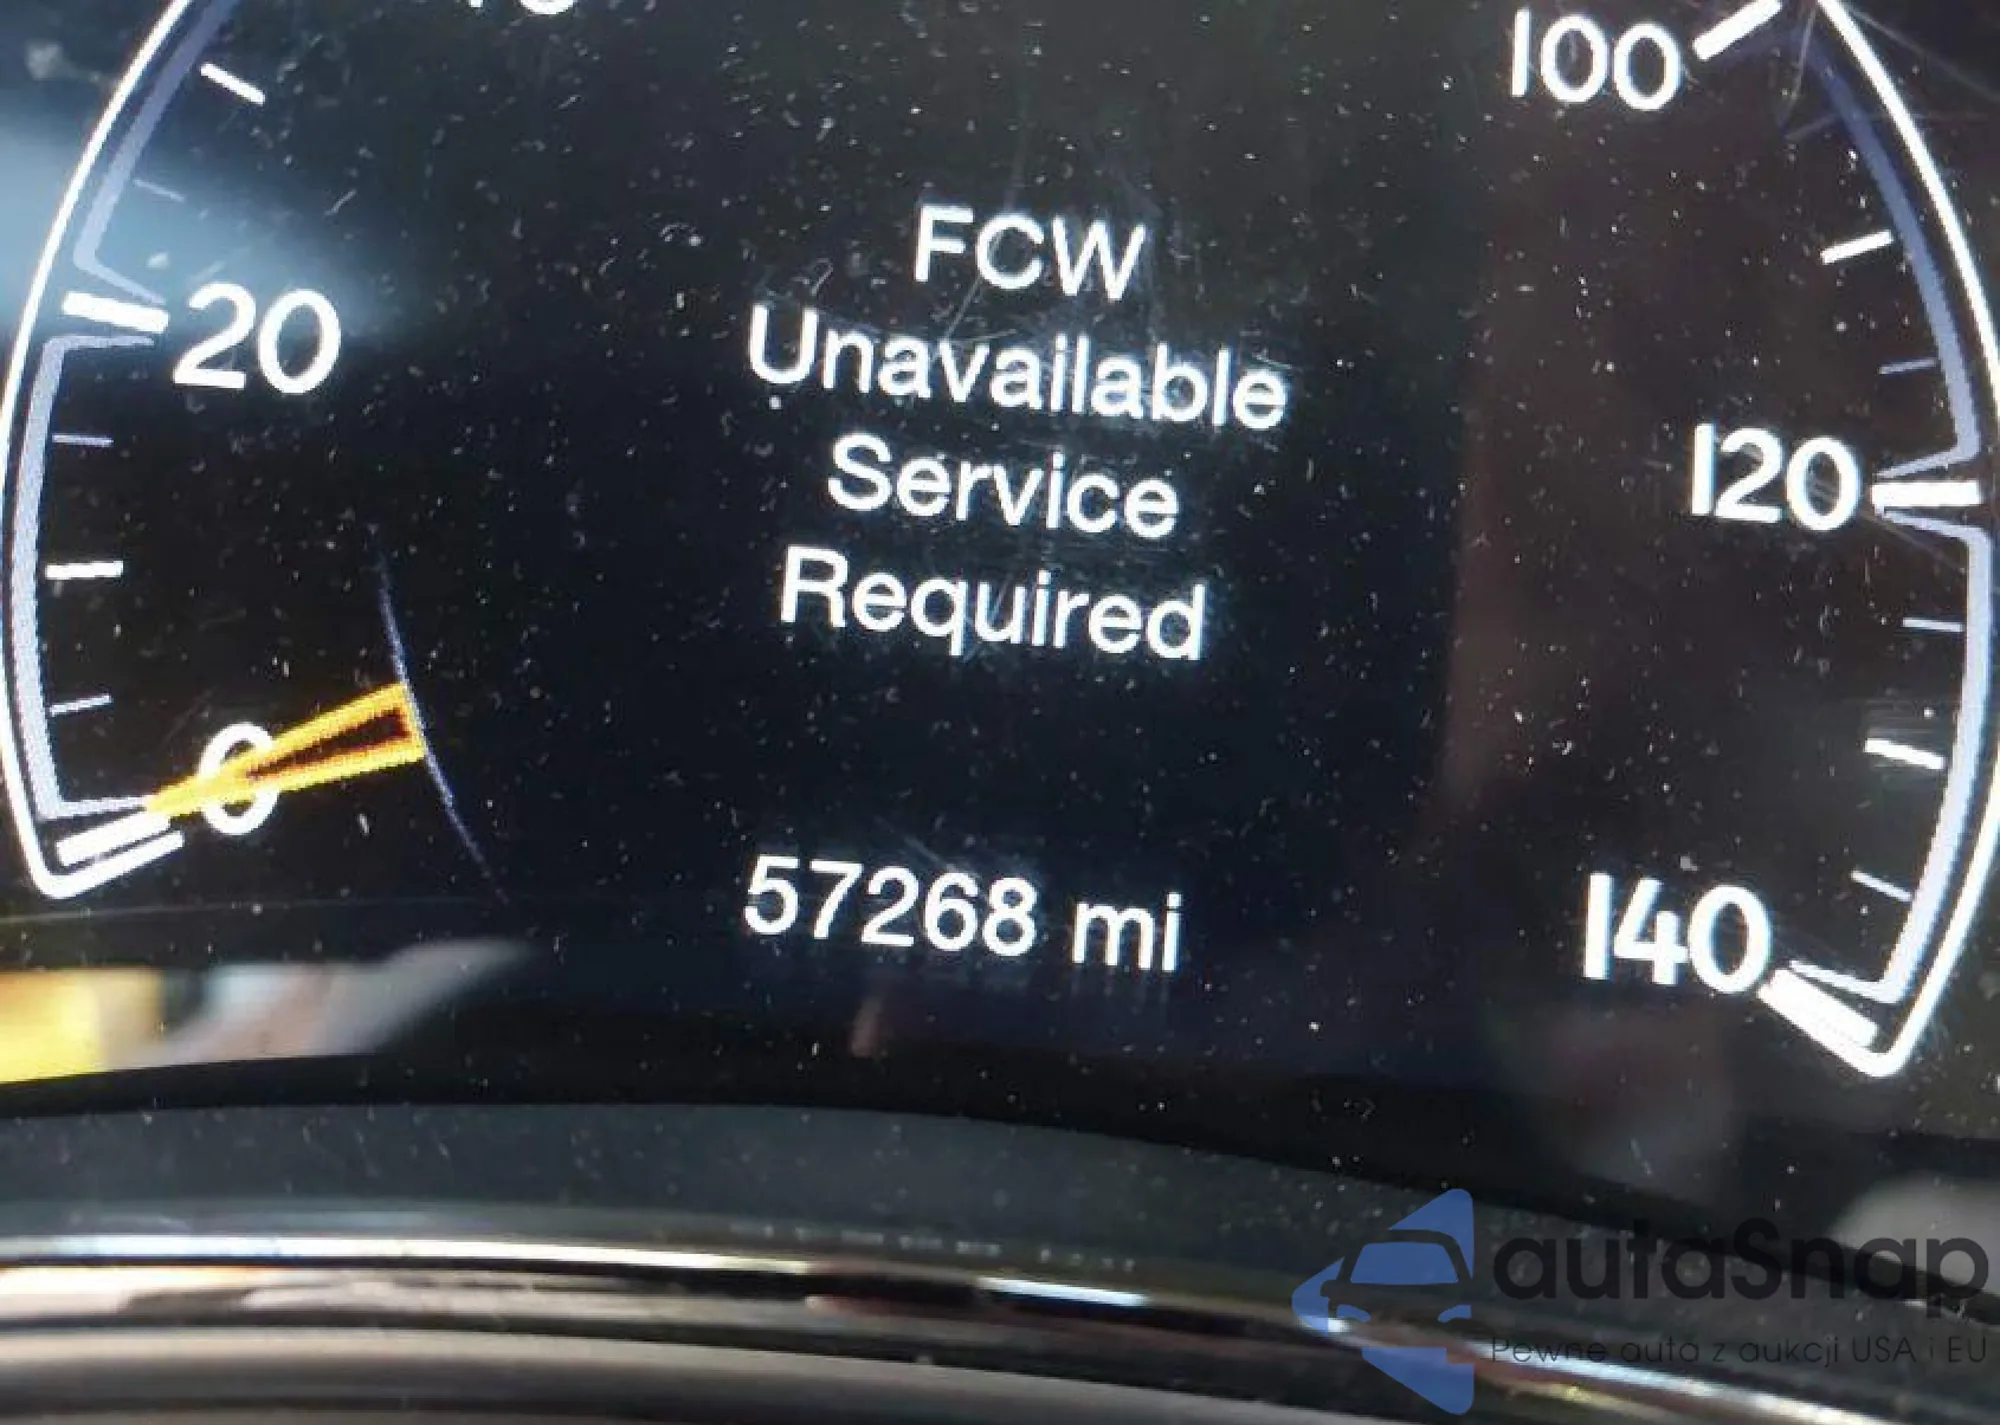 100
20
FCW
Unavailable
Service
Required
120
0
57268 mi
140
autaSnap
Pewne auta z aukcji USA i EU